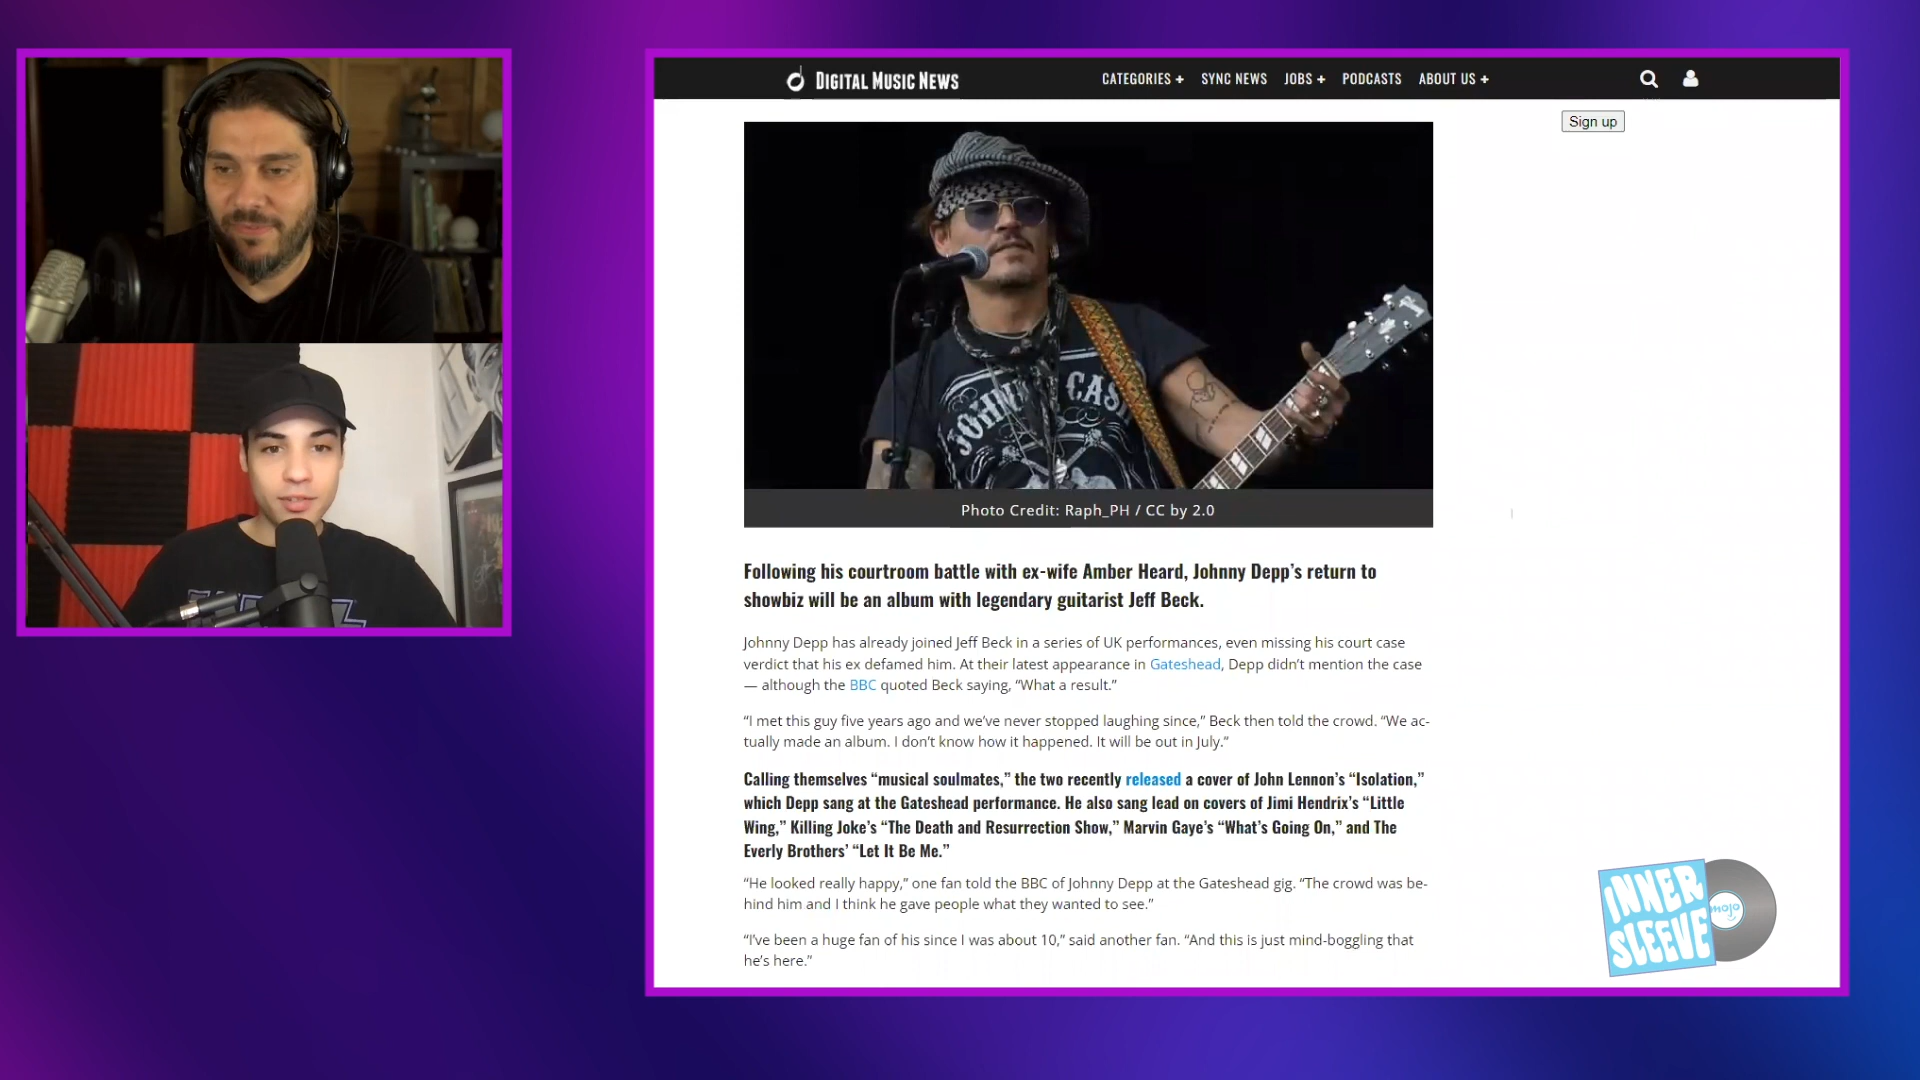 DIGITAL MUSIC NEWS
CATEGORIES + SYNC NEWS JOBS + PODCASTS ABOUT US +
Sign up
JOHNNY CASH
Photo Credit: Raph_PH / CC by 2.0
Following his courtroom battle with ex-wife Amber Heard, Johnny Depp’s return to
showbiz will be an album with legendary guitarist Jeff Beck.
Johnny Depp has already joined Jeff Beck in a series of UK performances, even missing his court case
verdict that his ex defamed him. At their latest appearance in Gateshead, Depp didn’t mention the case
— although the BBC quoted Beck saying, “What a result.”
“I met this guy five years ago and we’ve never stopped laughing since,” Beck then told the crowd. “We ac-
tually made an album. I don’t know how it happened. It will be out in July.“
Calling themselves “musical soulmates,” the two recently released a cover of John Lennon’s “Isolation,”
which Depp sang at the Gateshead performance. He also sang lead on covers of Jimi Hendrix’s “Little
Wing,” Killing Joke’s “The Death and Resurrection Show,” Marvin Gaye’s “What’s Going On,” and The
Everly Brothers’ “Let It Be Me.”
“He looked really happy,” one fan told the BBC of Johnny Depp at the Gateshead gig. “The crowd was be-
hind him and I think he gave people what they wanted to see.”
“I’ve been a huge fan of his since I was about 10,” said another fan. “And this is just mind-boggling that
he’s here.”
INNER
SLEEVE
mojo